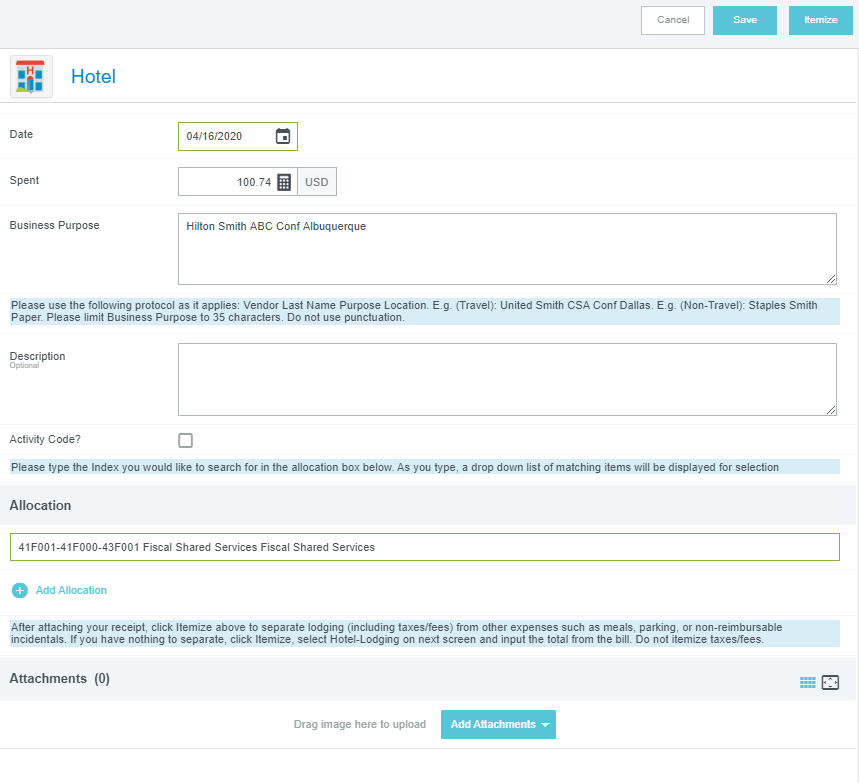 Cancel Save Itemize
H
Hotel
Date 04/16/2020
Spent 100.74 USD
Business Purpose Hilton Smith ABC Conf Albuquerque
Please use the following protocol as it applies: Vendor Last Name Purpose Location. E.g. (Travel): United Smith CSA Conf Dallas. E.g. (Non-Travel): Staples Smith
Paper. Please limit Business Purpose to 35 characters. Do not use punctuation.
Description
Optional
Activity Code?
Please type the Index you would like to search for in the allocation box below. As you type, a drop down list of matching items will be displayed for selection
Allocation
41F001-41F000-43F001 Fiscal Shared Services Fiscal Shared Services
Add Allocation
After attaching your receipt, click Itemize above to separate lodging (including taxes/fees) from other expenses such as meals, parking, or non-reimbursable
incidentals. If you have nothing to separate, click Itemize, select Hotel-Lodging on next screen and input the total from the bill. Do not itemize taxes/fees.
Attachments (0)
Drag image here to upload Add Attachments